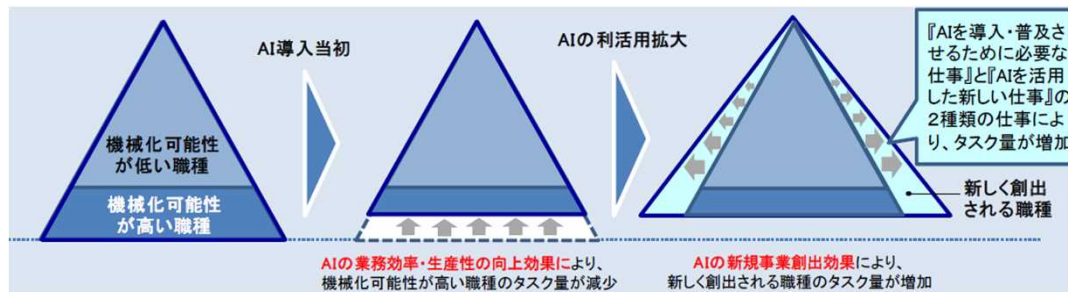 機械化可能性
が低い職種
機械化可能性
が高い職種
AI導入当初
AIの業務効率・生産性の向上効果により、
機械化可能性が高い職種のタスク量が減少
AIの利活用拡大
AIの新規事業創出効果により、
新しく創出される職種のタスク量が増加
『AIを導入・普及さ
せるために必要な
仕事』と『AIを活用
した新しい仕事』の
2種類の仕事によ
り、タスク量が増加
新しく創出
される職種